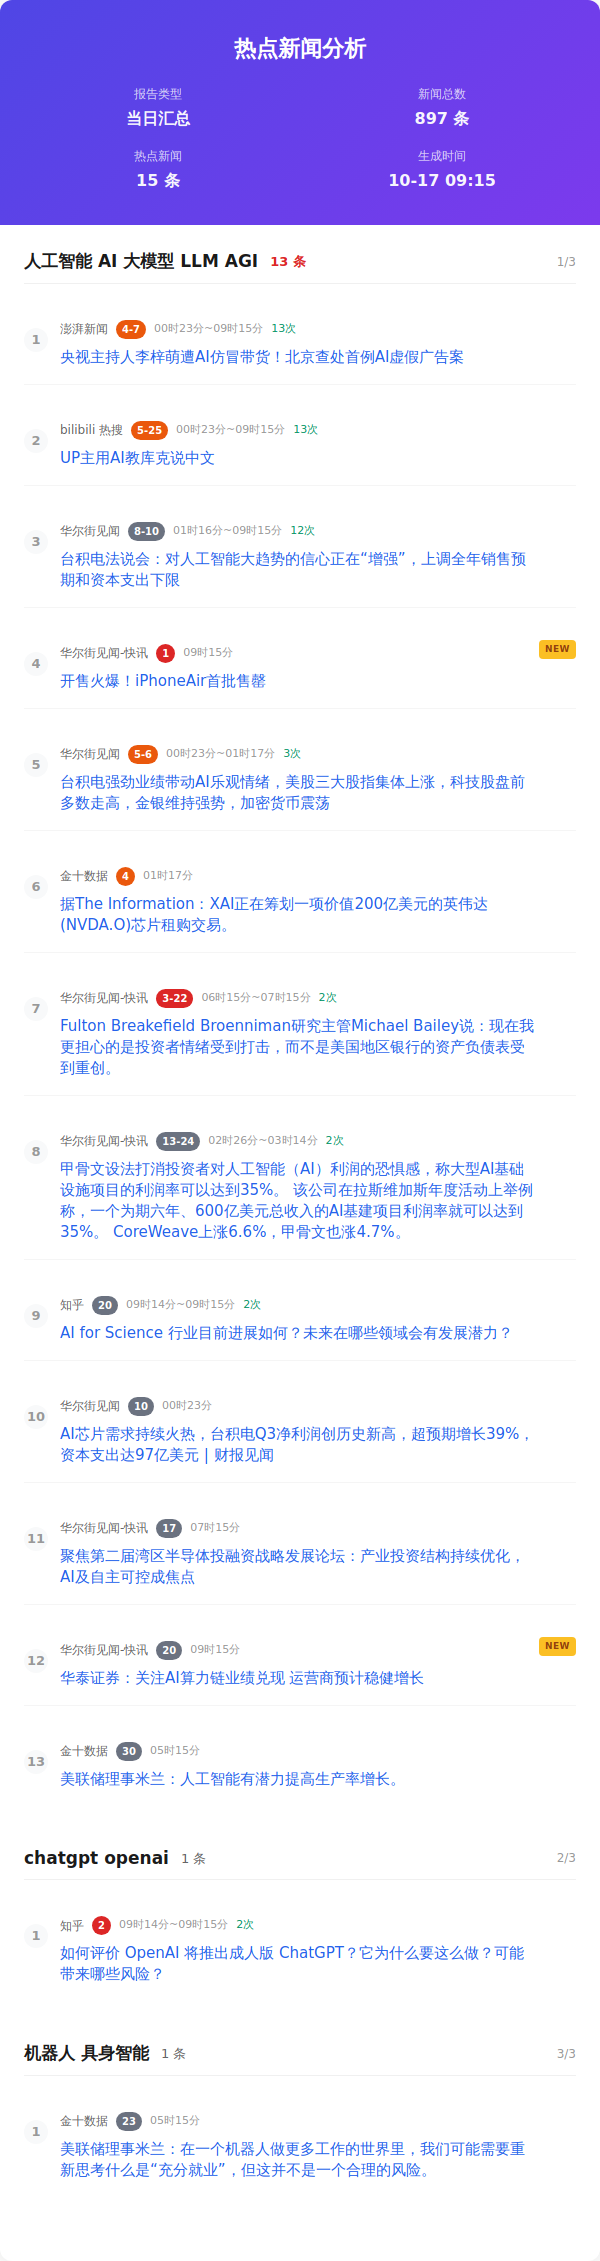 热点新闻分析
报告类型
新闻总数
当日汇总
897 条
热点新闻
生成时间
15 条
10-17 09:15
人工智能 AI 大模型 LLM AGI 13 条 1/3
1 澎湃新闻 4-7 00时23分~09时15分 13次
央视主持人李梓萌遭AI仿冒带货！北京查处首例AI虚假广告案
2 bilibili 热搜 5-25 00时23分~09时15分 13次
UP主用AI教库克说中文
3 华尔街见闻 8-10 01时16分~09时15分 12次
台积电法说会：对人工智能大趋势的信心正在“增强”，上调全年销售预
期和资本支出下限
4 华尔街见闻-快讯 1 09时15分 NEW
开售火爆！iPhoneAir首批售罄
5 华尔街见闻 5-6 00时23分~01时17分 3次
台积电强劲业绩带动AI乐观情绪，美股三大股指集体上涨，科技股盘前
多数走高，金银维持强势，加密货币震荡
6 金十数据 4 01时17分
据The Information：XAI正在筹划一项价值200亿美元的英伟达
(NVDA.O)芯片租购交易。
7 华尔街见闻-快讯 3-22 06时15分~07时15分 2次
Fulton Breakefield Broenniman研究主管Michael Bailey说：现在我
更担心的是投资者情绪受到打击，而不是美国地区银行的资产负债表受
到重创。
8 华尔街见闻-快讯 13-24 02时26分~03时14分 2次
甲骨文设法打消投资者对人工智能（AI）利润的恐惧感，称大型AI基础
设施项目的利润率可以达到35%。 该公司在拉斯维加斯年度活动上举例
称，一个为期六年、600亿美元总收入的AI基建项目利润率就可以达到
35%。 CoreWeave上涨6.6%，甲骨文也涨4.7%。
9 知乎 20 09时14分~09时15分 2次
AI for Science 行业目前进展如何？未来在哪些领域会有发展潜力？
10 华尔街见闻 10 00时23分
AI芯片需求持续火热，台积电Q3净利润创历史新高，超预期增长39%，
资本支出达97亿美元 | 财报见闻
11 华尔街见闻-快讯 17 07时15分
聚焦第二届湾区半导体投融资战略发展论坛：产业投资结构持续优化，
AI及自主可控成焦点
12 华尔街见闻-快讯 20 09时15分 NEW
华泰证券：关注AI算力链业绩兑现 运营商预计稳健增长
13 金十数据 30 05时15分
美联储理事米兰：人工智能有潜力提高生产率增长。
chatgpt openai 1 条 2/3
1 知乎 2 09时14分~09时15分 2次
如何评价 OpenAI 将推出成人版 ChatGPT？它为什么要这么做？可能
带来哪些风险？
机器人 具身智能 1 条 3/3
1 金十数据 23 05时15分
美联储理事米兰：在一个机器人做更多工作的世界里，我们可能需要重
新思考什么是“充分就业”，但这并不是一个合理的风险。